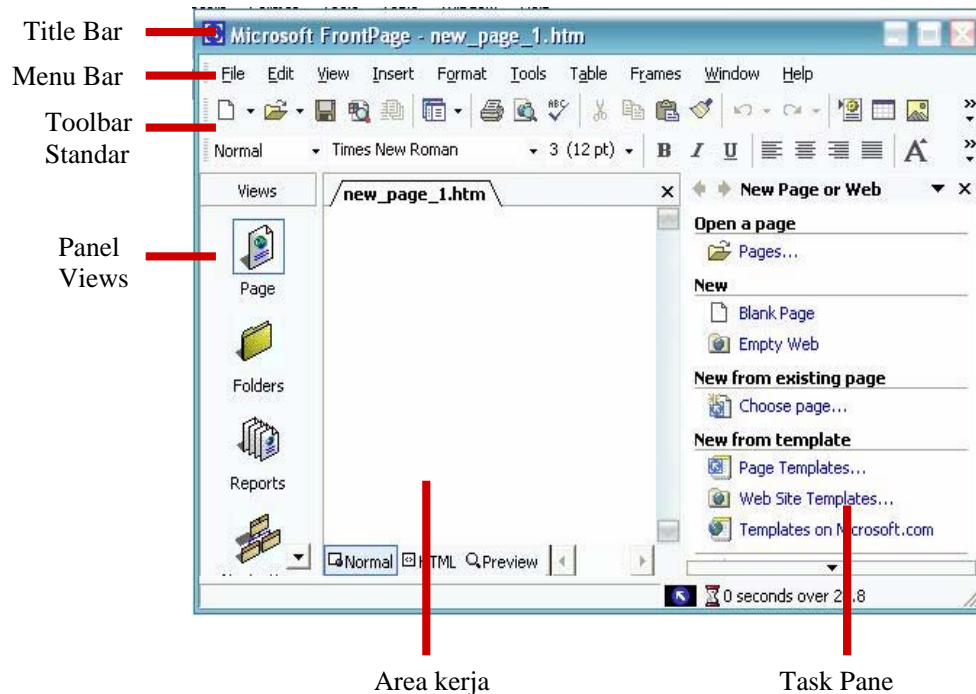 Title Bar
Microsoft FrontPage - new_page_1.htm
Menu Bar
File Edit View Insert Format Tools Table Frames Window Help
Toolbar
Standar
Normal Times New Roman 3 (12 pt) B I U A
Views
new_page_1.htm
New Page or Web
Open a page
Pages...
Panel
Views
Page
New
Blank Page
Empty Web
Folders
New from existing page
Choose page...
New from template
Page Templates...
Reports
Web Site Templates...
Templates on Microsoft.com
Normal HTML Preview
0 seconds over
Area kerja
Task Pane